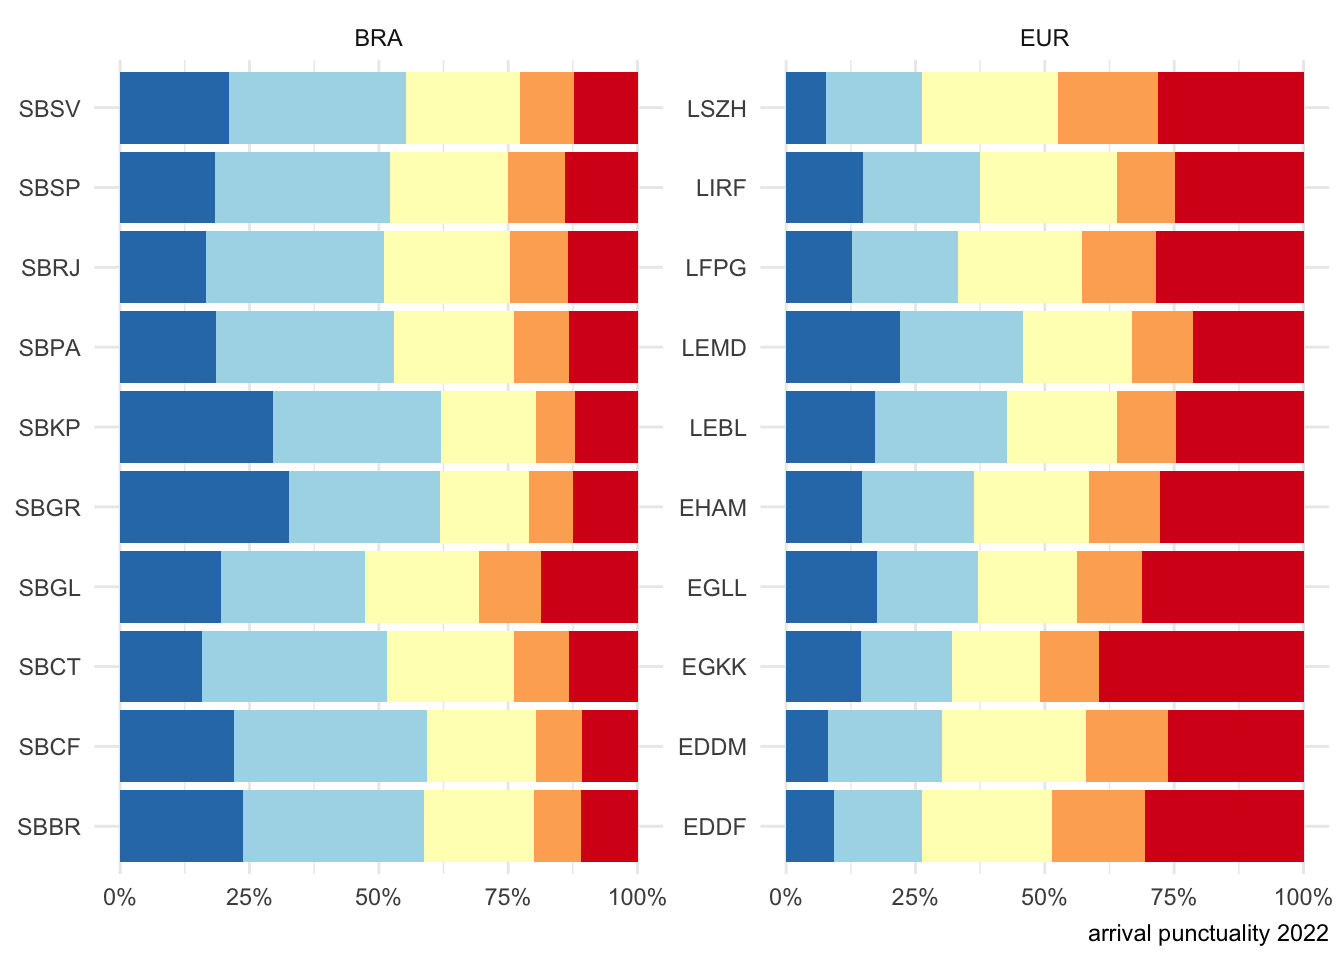 BRA
SBSV
SBSP
SBRJ
SBPA
SBKP
SBGR
SBGL
SBCT
SBCF
SBBR
0% 25% 50% 75% 100%
EUR
LSZH
LIRF
LFPG
LEMD
LEBL
EHAM
EGLL
EGKK
EDDM
EDDF
0% 25% 50% 75% 100%
arrival punctuality 2022